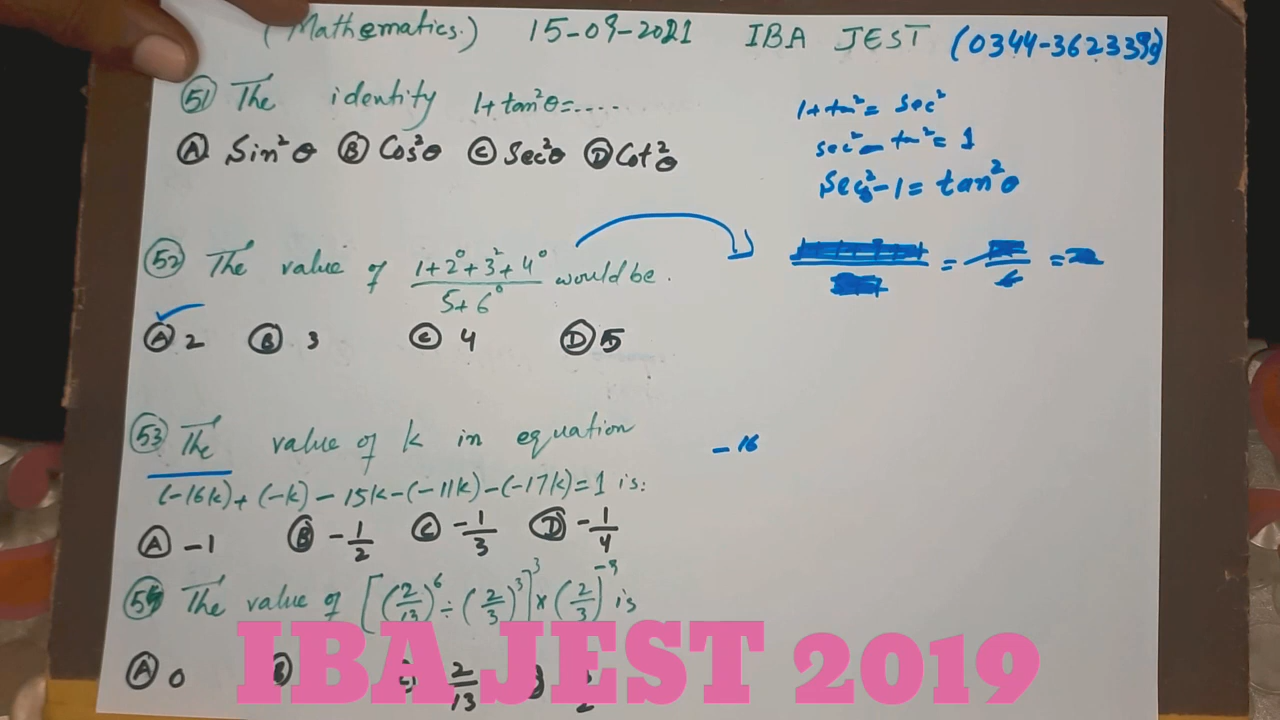 (Mathematics.) 15-09-2021 IBA JEST (0344-3623390)
51 The identity 1+tan²θ=.....
A Sin²θ B Cos²θ C Sec²θ D Cot²θ
1+tan² = Sec²
sec² - tan² = 1
Sec² - 1 = tan²θ
52 The value of (1+2⁰+3²+4⁰)/(5+6⁰) would be.
= /6 =
A 2 B 3 C 4 D 5
53 The value of k in equation
-16
(-16k)+(-k)-15k-(-11k)-(-17k)=1 is:
A -1 B -1/2 C -1/3 D -1/4
The value of [(2/13)⁶ ÷ (2/3)³]³ × (2/3)⁻⁹ is
A 0 2/13
IBA JEST 2019